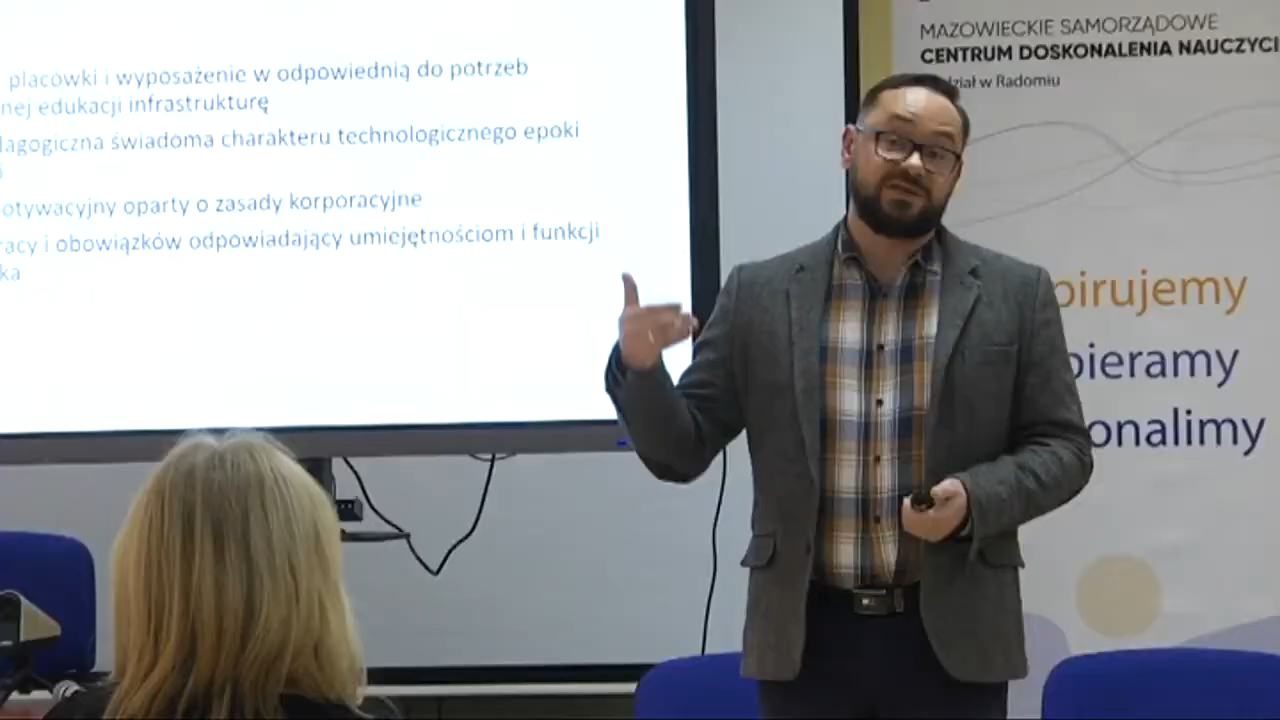 placówki i wyposażenie w odpowiednią do potrzeb
nej edukacji infrastrukturę
lagogiczna świadoma charakteru technologicznego epoki
i
otywacyjny oparty o zasady korporacyjne
racy i obowiązków odpowiadający umiejętnościom i funkcji
ka
MAZOWIECKIE SAMORZĄDOWE
CENTRUM DOSKONALENIA NAUCZYCI
dział w Radomiu
pirujemy
pieramy
onalimy